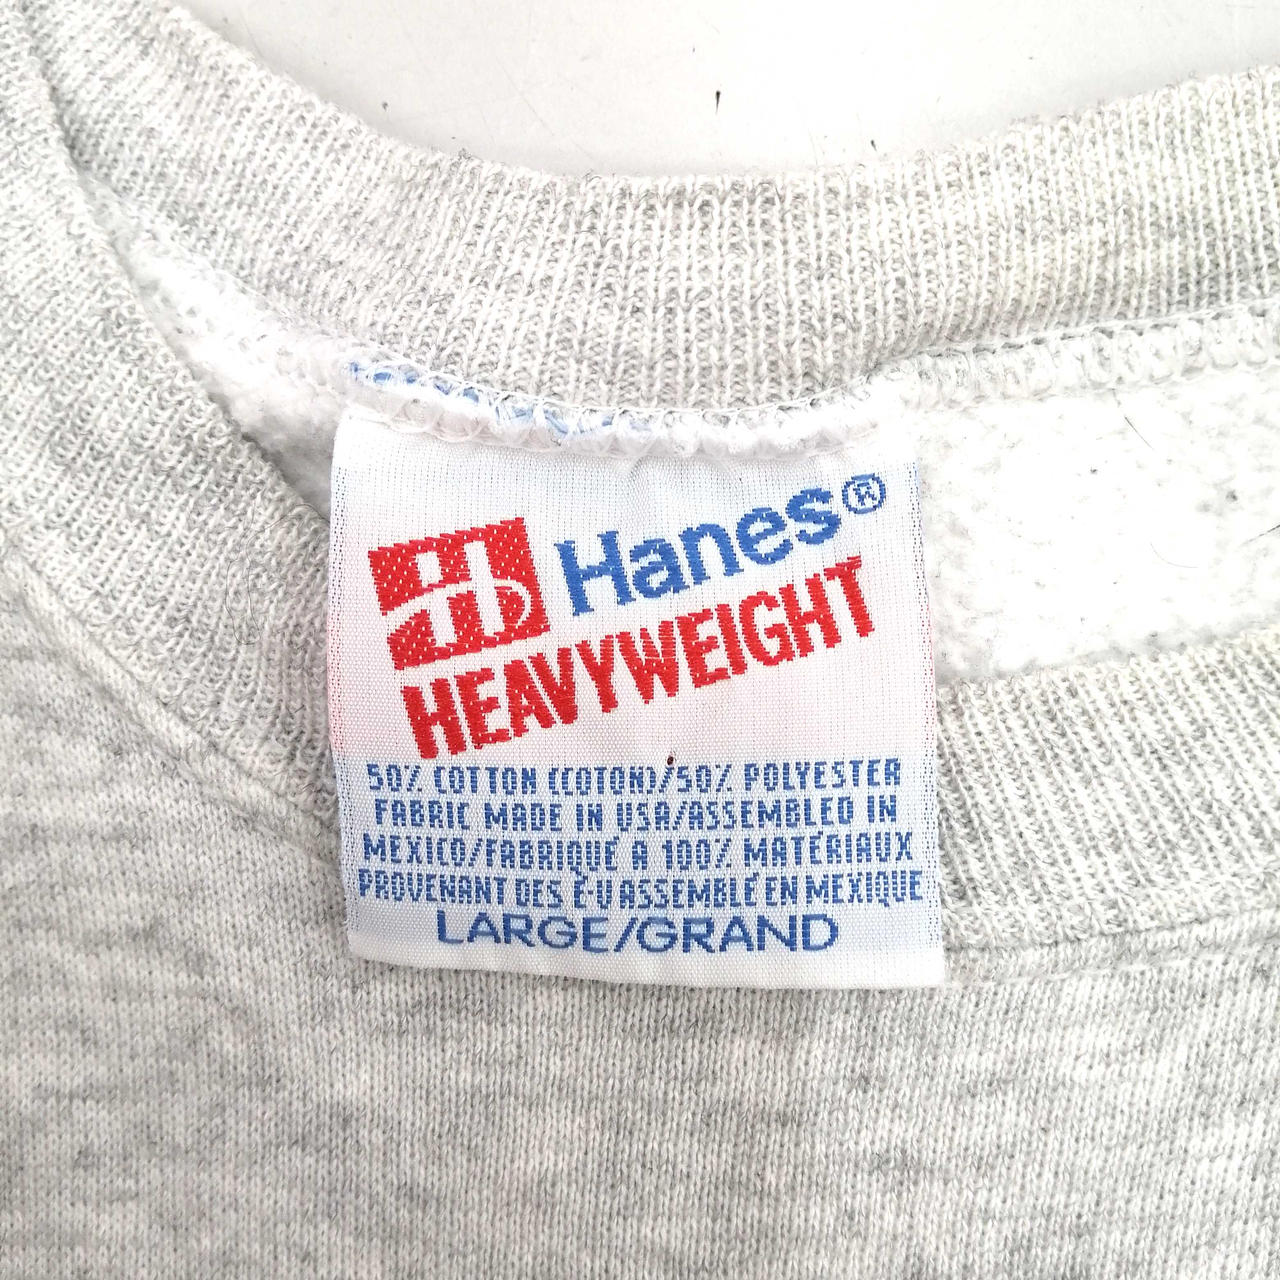 Hanes®
HEAVYWEIGHT
50% COTTON (COTON)/50% POLYESTER
FABRIC MADE IN USA/ASSEMBLED IN
MEXICO/FABRIQUÉ A 100% MATÉRIAUX
PROVENANT DES É-U ASSEMBLÉ EN MEXIQUE
LARGE/GRAND